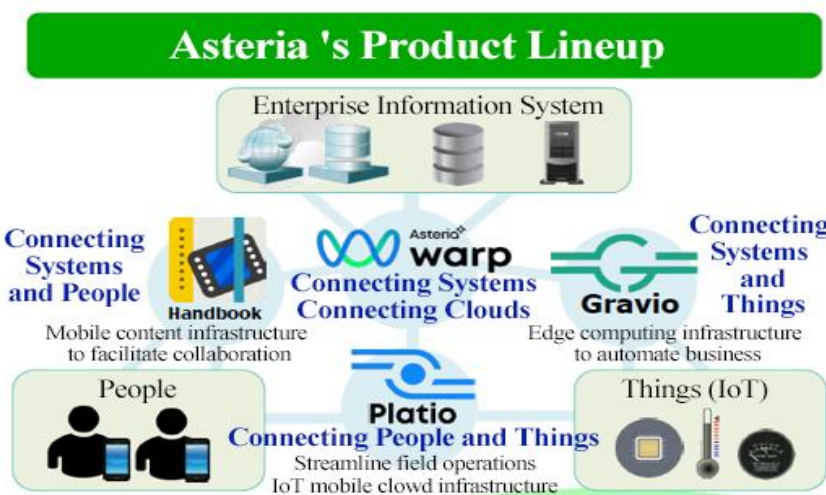 Asteria 's Product Lineup
Enterprise Information System
Connecting
Systems
and People
Handbook
Mobile content infrastructure
to facilitate collaboration
Asteria
warp
Connecting Systems
Connecting Clouds
Gravio
Connecting
Systems
and
Things
Edge computing infrastructure
to automate business
People
Platio
Connecting People and Things
Streamline field operations
IoT mobile clowd infrastructure
Things (IoT)